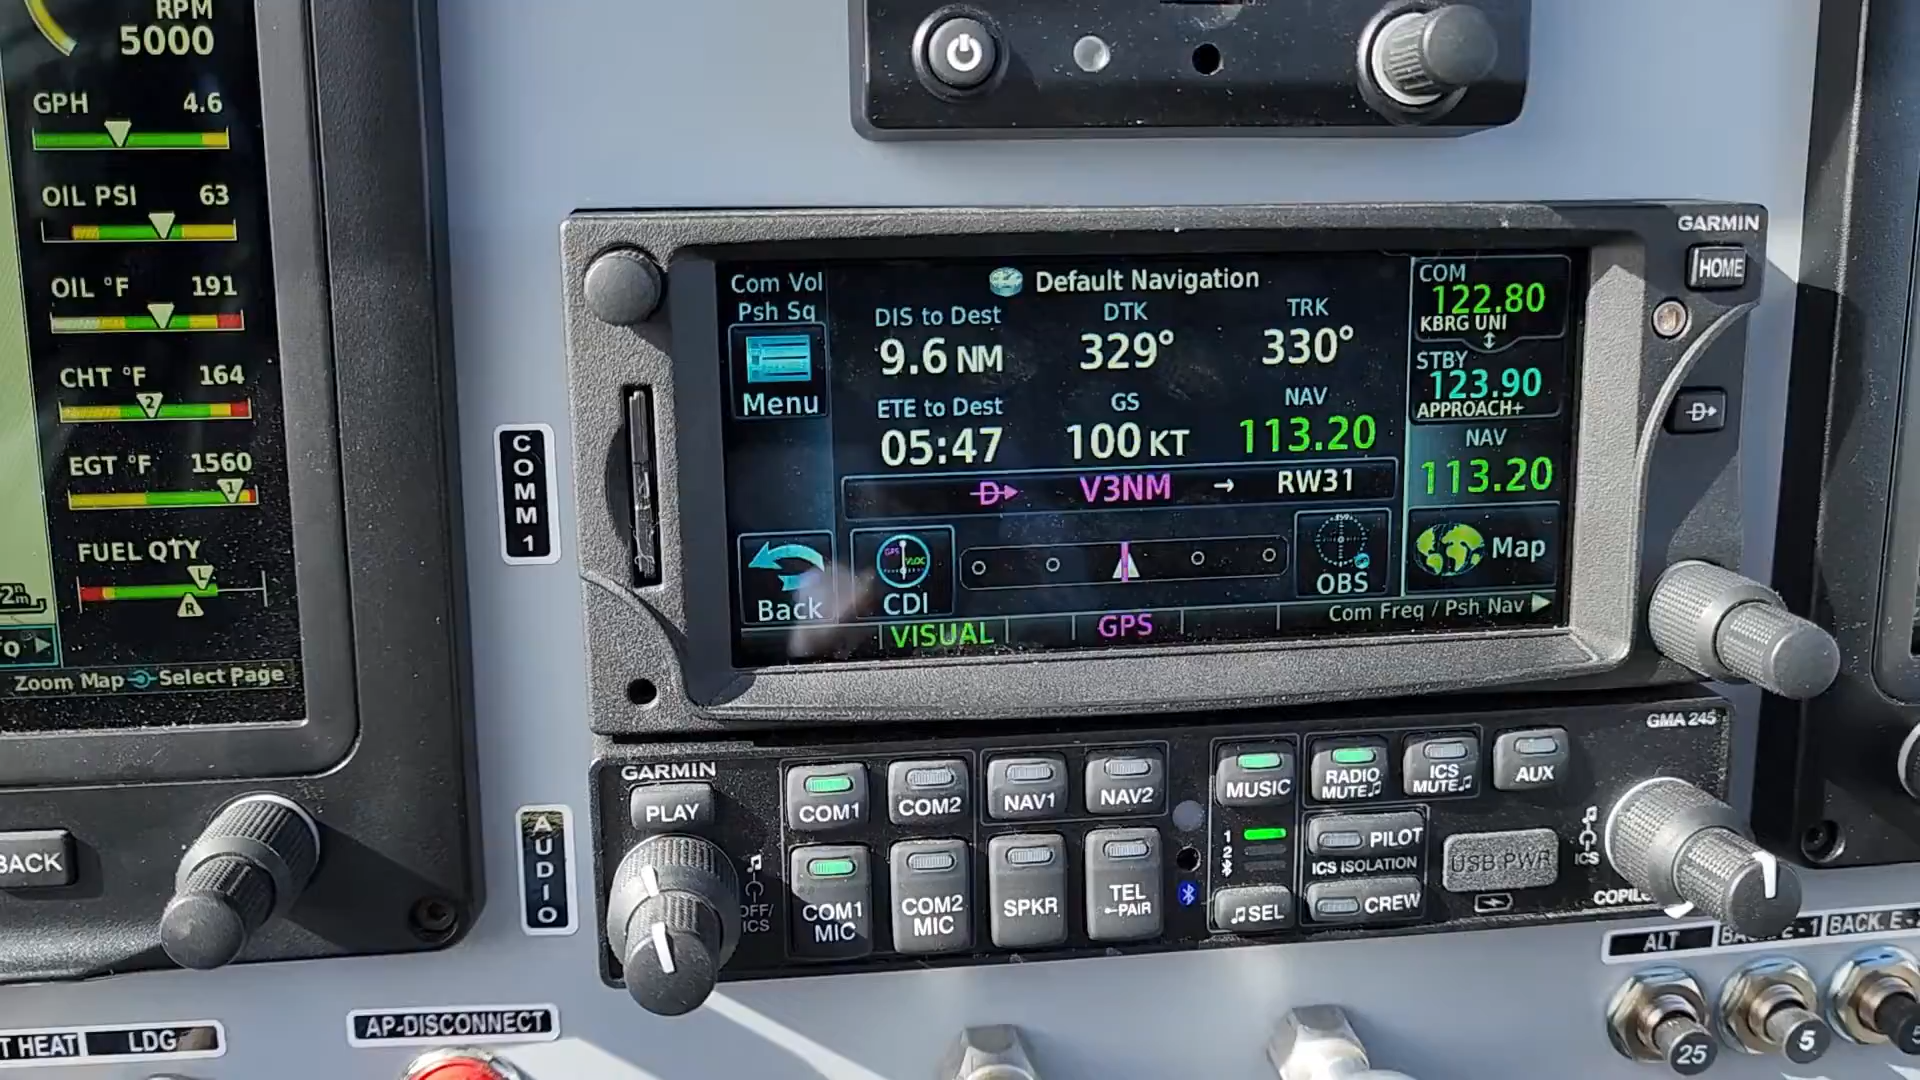 RPM
5000
GPH 4.6
OIL PSI 63
OIL °F 191
CHT °F 164
2
EGT °F 1560
1
FUEL QTY
L
R
Zoom Map Select Page
BACK
COM 1
AUDIO
GARMIN
HOME
Com Vol
Psh Sq
Menu
Back
Default Navigation
DIS to Dest DTK TRK
9.6 NM 329° 330°
ETE to Dest GS NAV
05:47 100 KT 113.20
V3NM → RW31
CDI
OBS
VISUAL GPS
Com Freq / Psh Nav
COM
122.80
KBRG UNI
STBY
123.90
APPROACH+
NAV
113.20
Map
GMA 245
GARMIN
PLAY
OFF/
ICS
COM1 COM2 NAV1 NAV2
COM1 MIC
COM2 MIC
SPKR
TEL
PAIR
MUSIC
RADIO MUTE
ICS MUTE
AUX
1
2
SEL
PILOT
ICS ISOLATION
CREW
USB PWR
ICS
ALT
25
5
AP-DISCONNECT
HEAT LDG